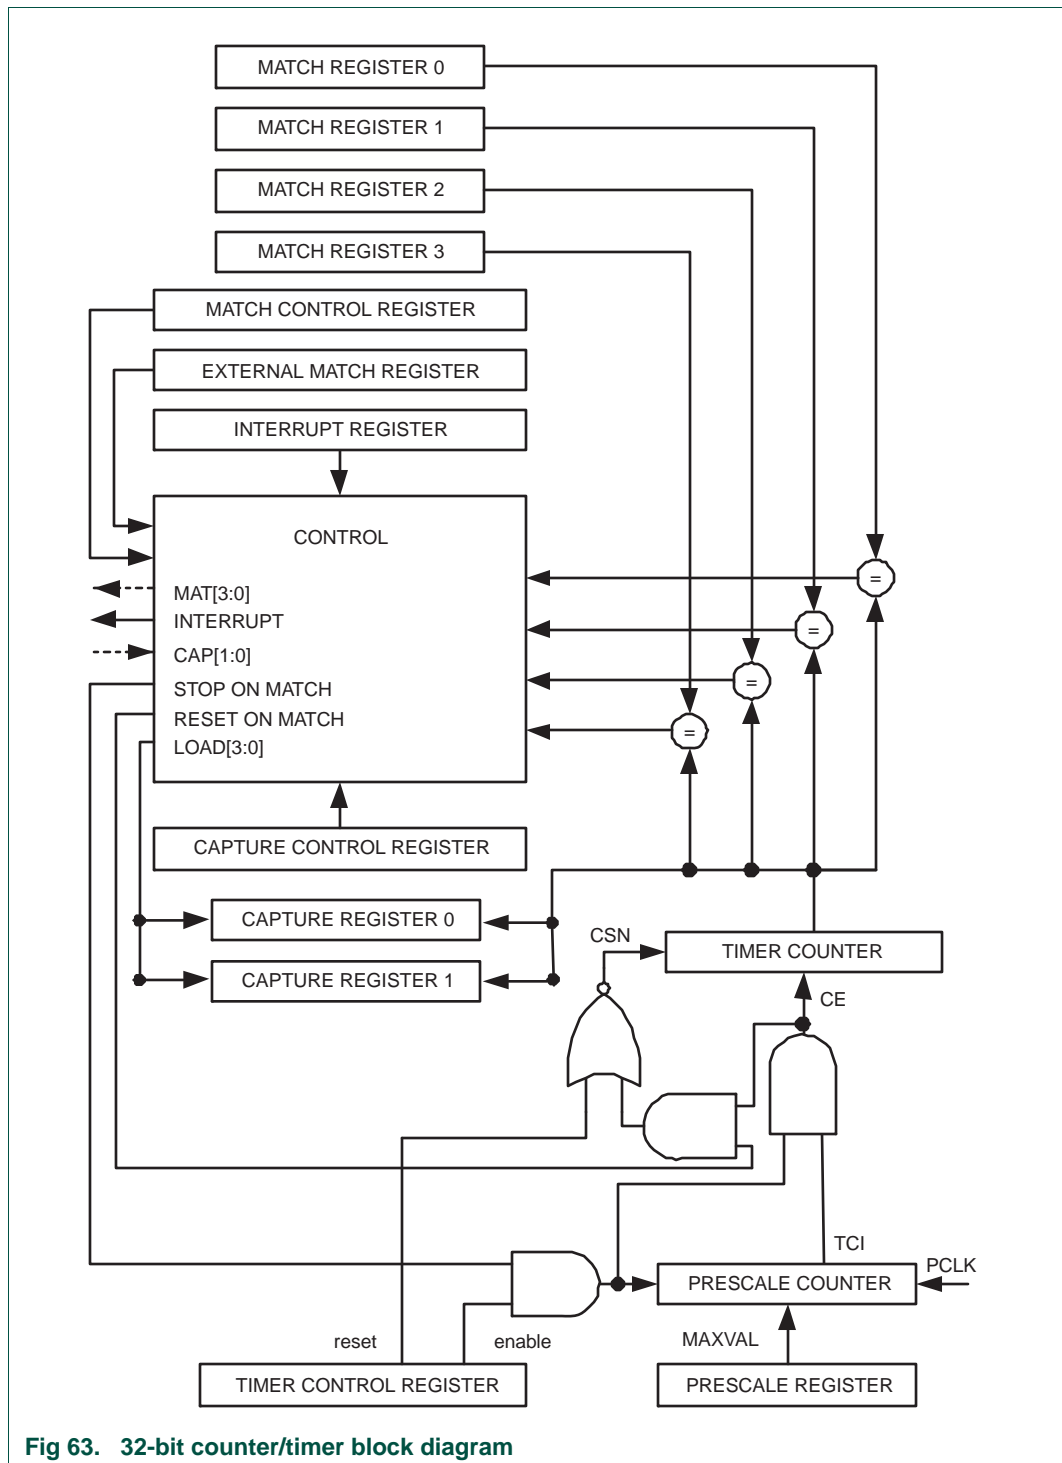 MATCH REGISTER 0
MATCH REGISTER 1
MATCH REGISTER 2
MATCH REGISTER 3
MATCH CONTROL REGISTER
EXTERNAL MATCH REGISTER
INTERRUPT REGISTER
CONTROL
=
MAT[3:0]
INTERRUPT
=
CAP[1:0]
=
STOP ON MATCH
RESET ON MATCH
=
LOAD[3:0]
CAPTURE CONTROL REGISTER
CAPTURE REGISTER 0
CSN
TIMER COUNTER
CAPTURE REGISTER 1
CE
TCI
PCLK
PRESCALE COUNTER
reset
enable
MAXVAL
TIMER CONTROL REGISTER
PRESCALE REGISTER
Fig 63. 32-bit counter/timer block diagram